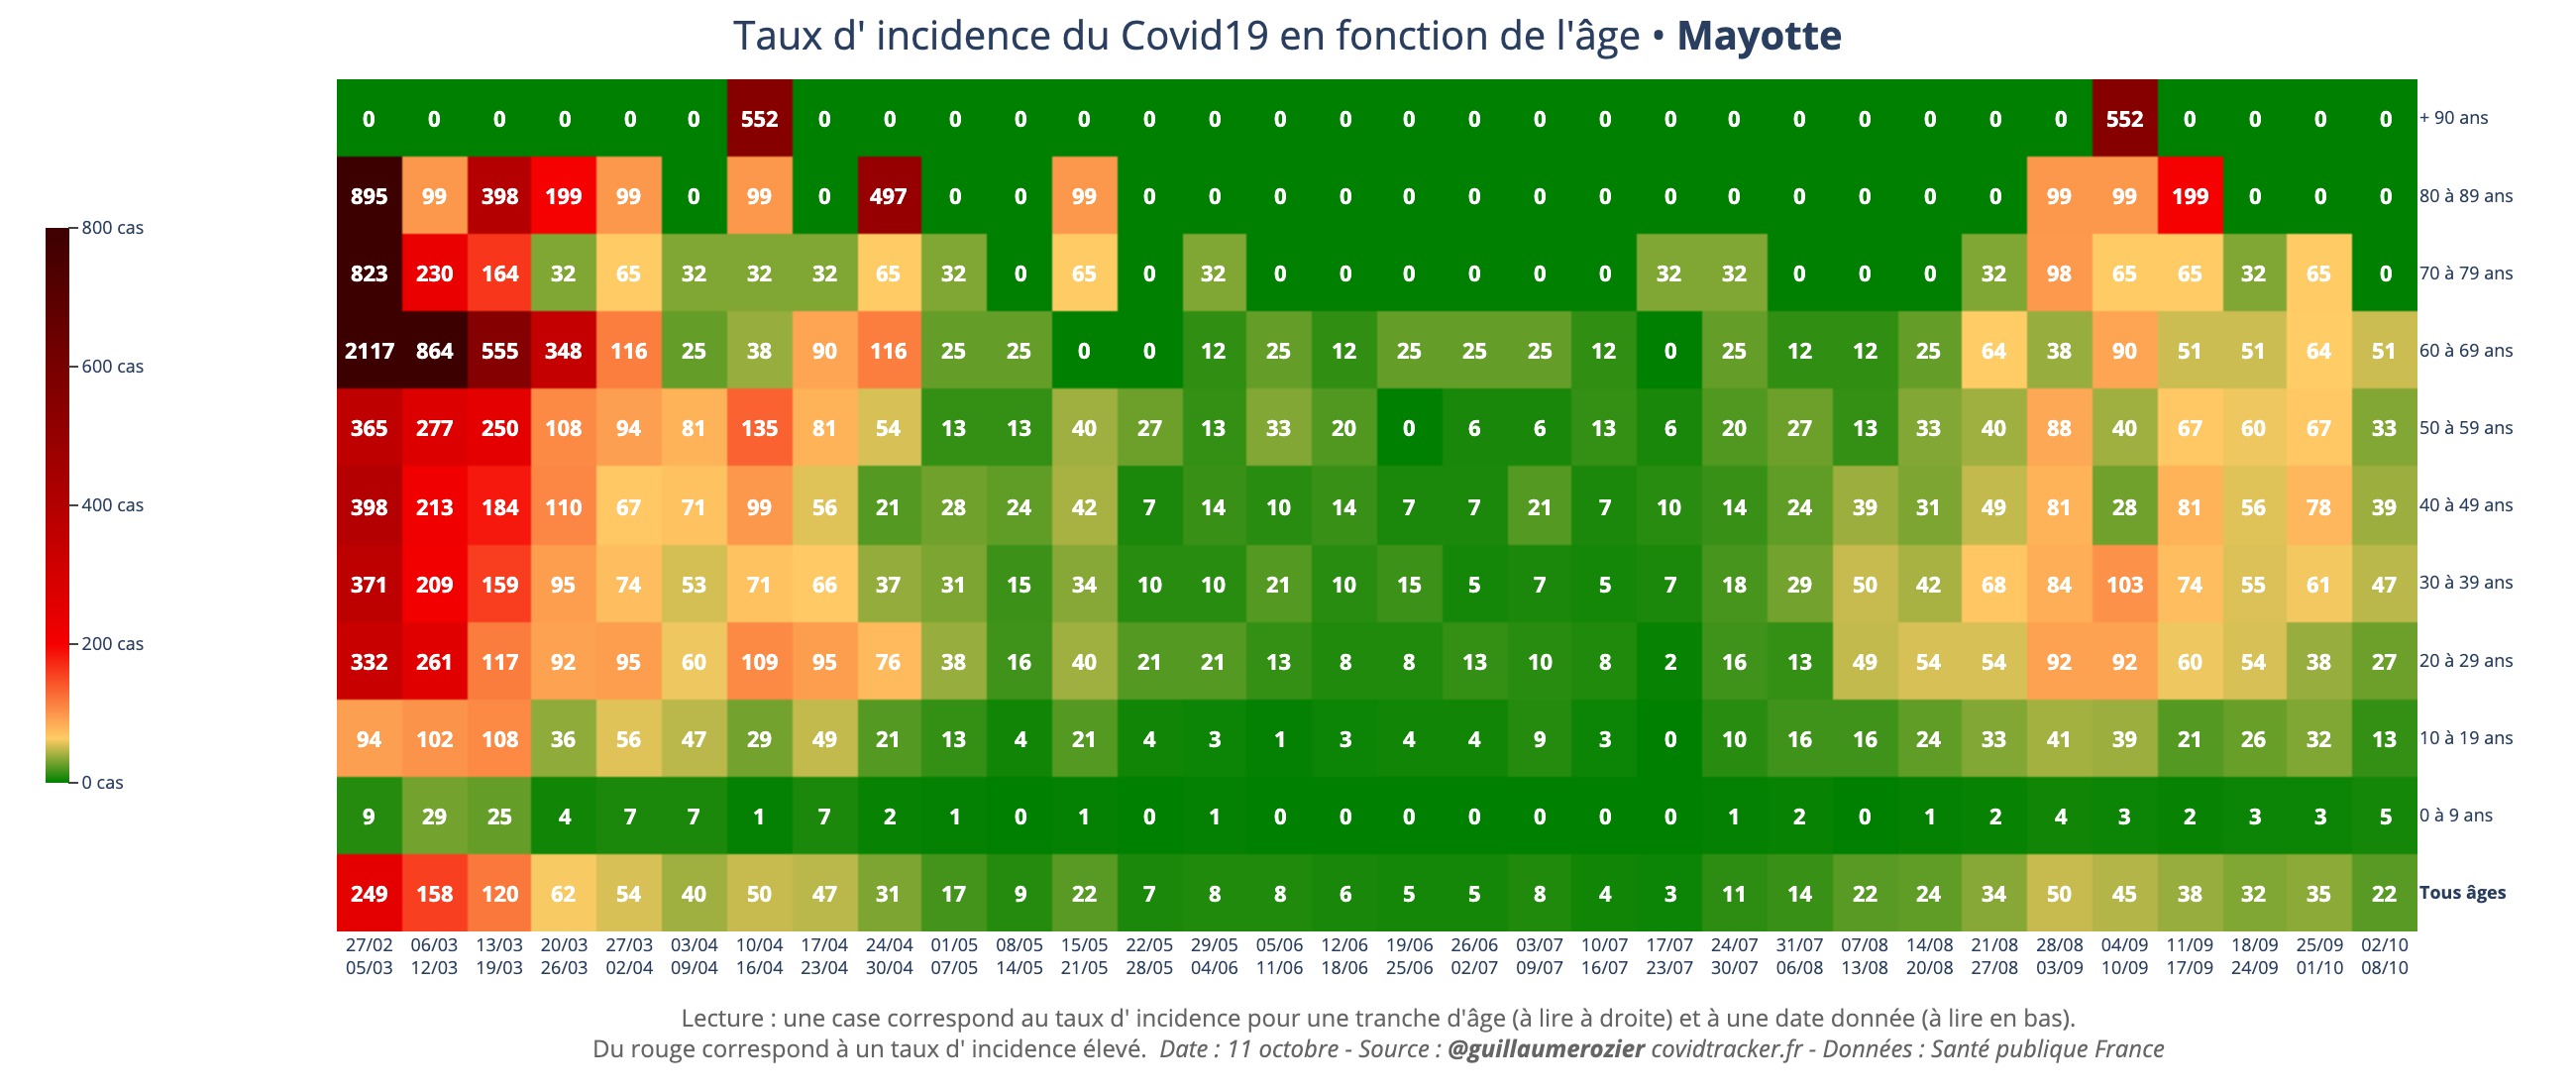 Taux d' incidence du Covid19 en fonction de l'âge • Mayotte
0 0 0 0 0 0 552 0 0 0 0 0 0 0 0 0 0 0 0 0 0 0 0 0 0 0 0 552 0 0 0 0 + 90 ans
895 99 398 199 99 0 99 0 497 0 0 99 0 0 0 0 0 0 0 0 0 0 0 0 0 0 99 99 199 0 0 0 80 à 89 ans
800 cas
823 230 164 32 65 32 32 32 65 32 0 65 0 32 0 0 0 0 0 0 32 32 0 0 0 32 98 65 65 32 65 0 70 à 79 ans
2117 864 555 348 116 25 38 90 116 25 25 0 0 12 25 12 25 25 25 12 0 25 12 12 25 64 38 90 51 51 64 51 60 à 69 ans
600 cas
365 277 250 108 94 81 135 81 54 13 13 40 27 13 33 20 0 6 6 13 6 20 27 13 33 40 88 40 67 60 67 33 50 à 59 ans
400 cas
398 213 184 110 67 71 99 56 21 28 24 42 7 14 10 14 7 7 21 7 10 14 24 39 31 49 81 28 81 56 78 39 40 à 49 ans
371 209 159 95 74 53 71 66 37 31 15 34 10 10 21 10 15 5 7 5 7 18 29 50 42 68 84 103 74 55 61 47 30 à 39 ans
200 cas
332 261 117 92 95 60 109 95 76 38 16 40 21 21 13 8 8 13 10 8 2 16 13 49 54 54 92 92 60 54 38 27 20 à 29 ans
94 102 108 36 56 47 29 49 21 13 4 21 4 3 1 3 4 4 9 3 0 10 16 16 24 33 41 39 21 26 32 13 10 à 19 ans
0 cas
9 29 25 4 7 7 1 7 2 1 0 1 0 1 0 0 0 0 0 0 0 1 2 0 1 2 4 3 2 3 3 5 0 à 9 ans
249 158 120 62 54 40 50 47 31 17 9 22 7 8 8 6 5 5 8 4 3 11 14 22 24 34 50 45 38 32 35 22 Tous âges
27/02 06/03 13/03 20/03 27/03 03/04 10/04 17/04 24/04 01/05 08/05 15/05 22/05 29/05 05/06 12/06 19/06 26/06 03/07 10/07 17/07 24/07 31/07 07/08 14/08 21/08 28/08 04/09 11/09 18/09 25/09 02/10
05/03 12/03 19/03 26/03 02/04 09/04 16/04 23/04 30/04 07/05 14/05 21/05 28/05 04/06 11/06 18/06 25/06 02/07 09/07 16/07 23/07 30/07 06/08 13/08 20/08 27/08 03/09 10/09 17/09 24/09 01/10 08/10
Lecture : une case correspond au taux d' incidence pour une tranche d'âge (à lire à droite) et à une date donnée (à lire en bas).
Du rouge correspond à un taux d' incidence élevé. Date : 11 octobre - Source : @guillaumerozier covidtracker.fr - Données : Santé publique France